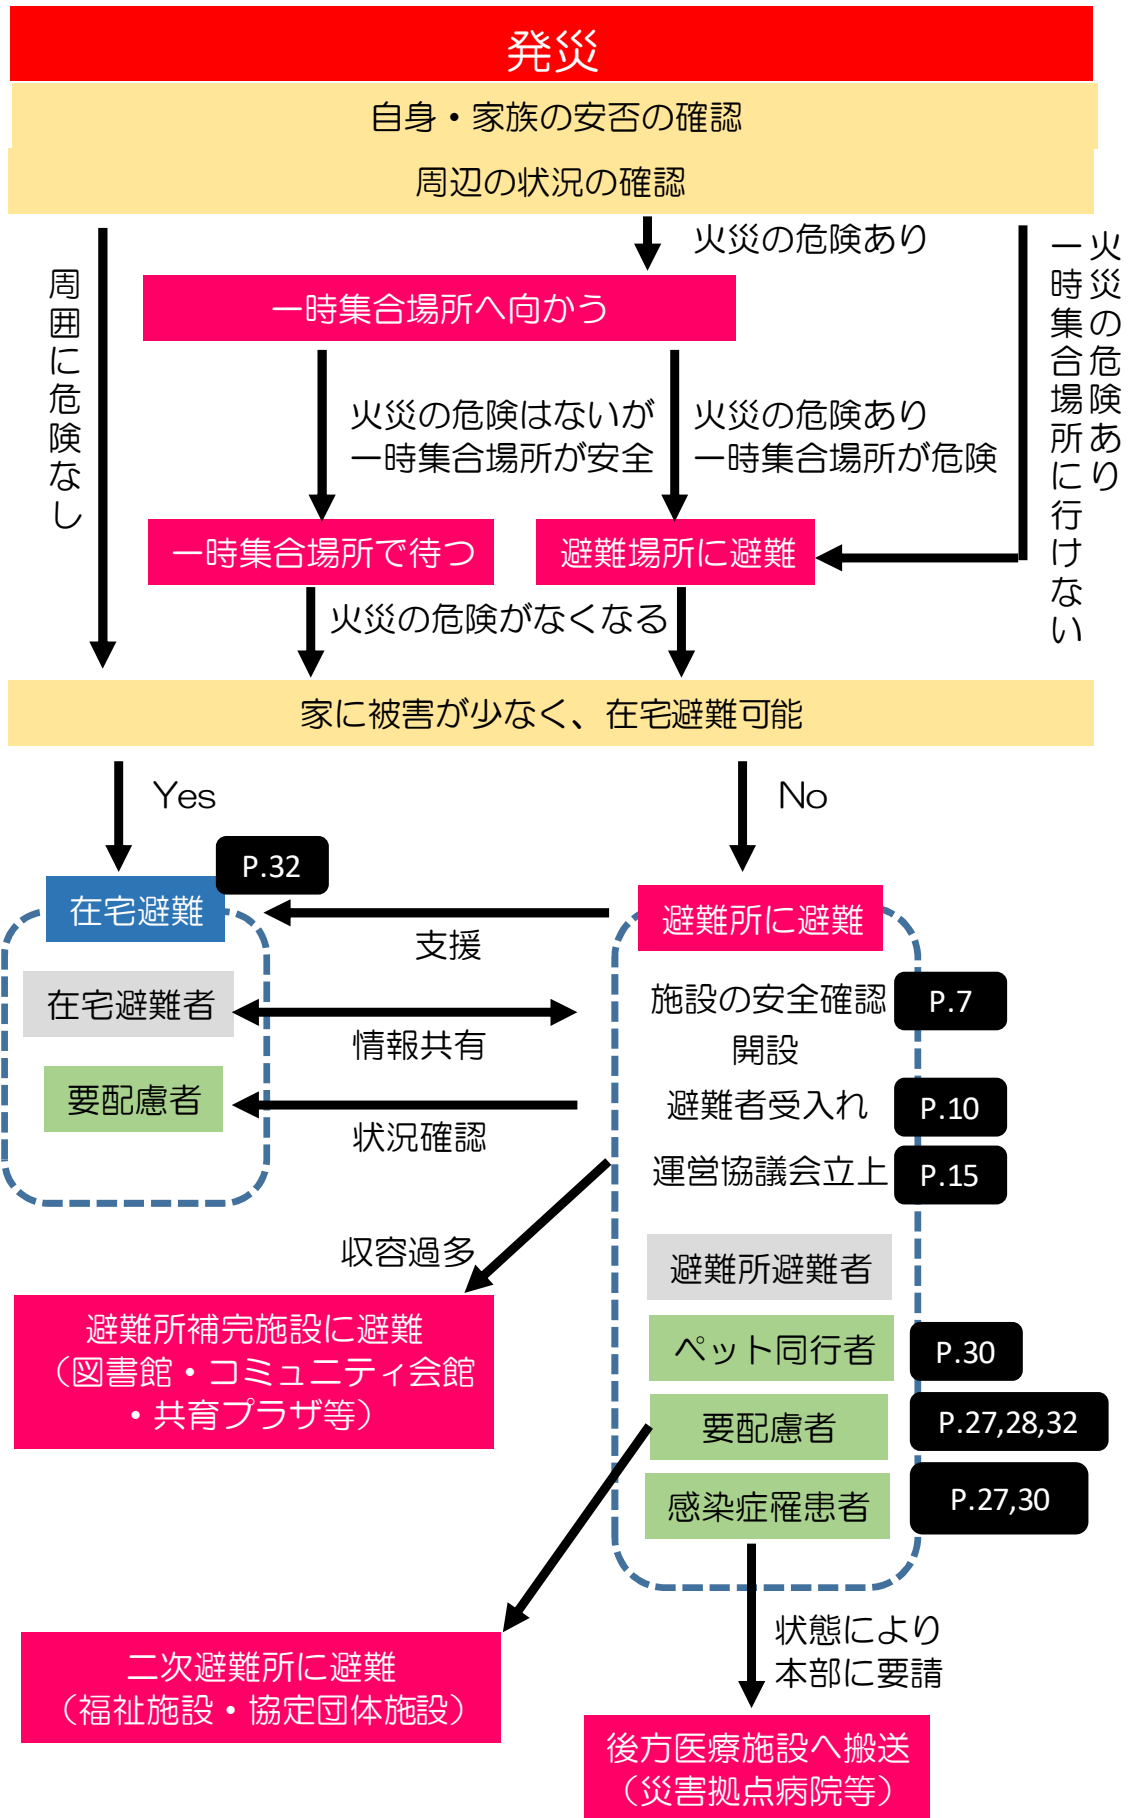 発災
自身・家族の安否の確認
周辺の状況の確認
火災の危険あり
周囲に危険なし
火災の危険あり
一時集合場所に行けない
一時集合場所へ向かう
火災の危険はないが
一時集合場所が安全
火災の危険あり
一時集合場所が危険
一時集合場所で待つ
避難場所に避難
火災の危険がなくなる
家に被害が少なく、在宅避難可能
Yes
No
P.32
在宅避難
避難所に避難
支援
在宅避難者
施設の安全確認
P.7
情報共有
開設
要配慮者
避難者受入れ
P.10
状況確認
運営協議会立上
P.15
収容過多
避難所避難者
避難所補完施設に避難
（図書館・コミュニティ会館
・共育プラザ等）
ペット同行者
P.30
要配慮者
P.27,28,32
感染症罹患者
P.27,30
状態により
本部に要請
二次避難所に避難
（福祉施設・協定団体施設）
後方医療施設へ搬送
（災害拠点病院等）